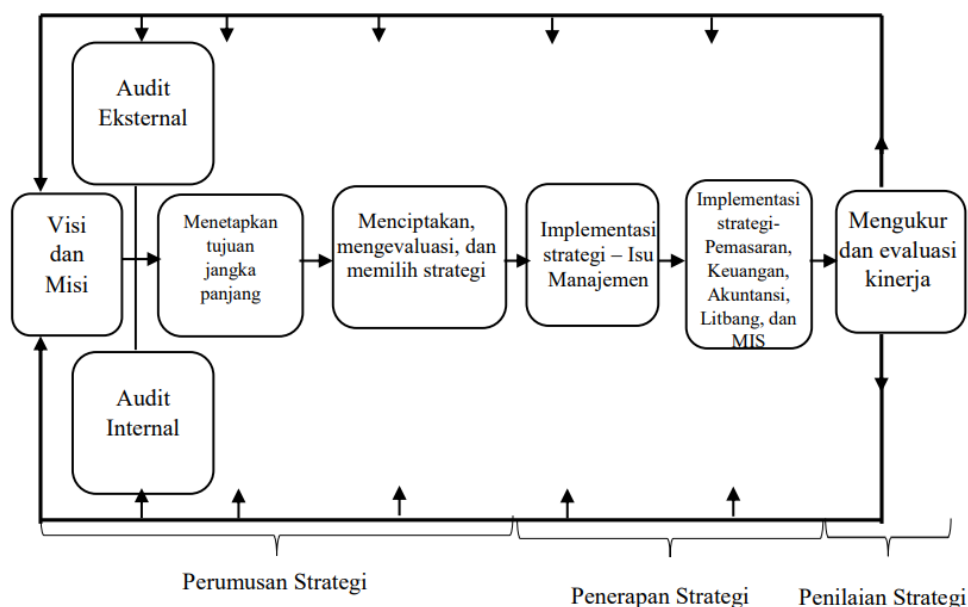 Audit
Eksternal
Visi
dan
Misi
Menetapkan
tujuan
jangka
panjang
Menciptakan,
mengevaluasi, dan
memilih strategi
Implementasi
strategi – Isu
Manajemen
Implementasi
strategi-
Pemasaran,
Keuangan,
Akuntansi,
Litbang, dan
MIS
Mengukur
dan evaluasi
kinerja
Audit
Internal
Perumusan Strategi
Penerapan Strategi
Penilaian Strategi